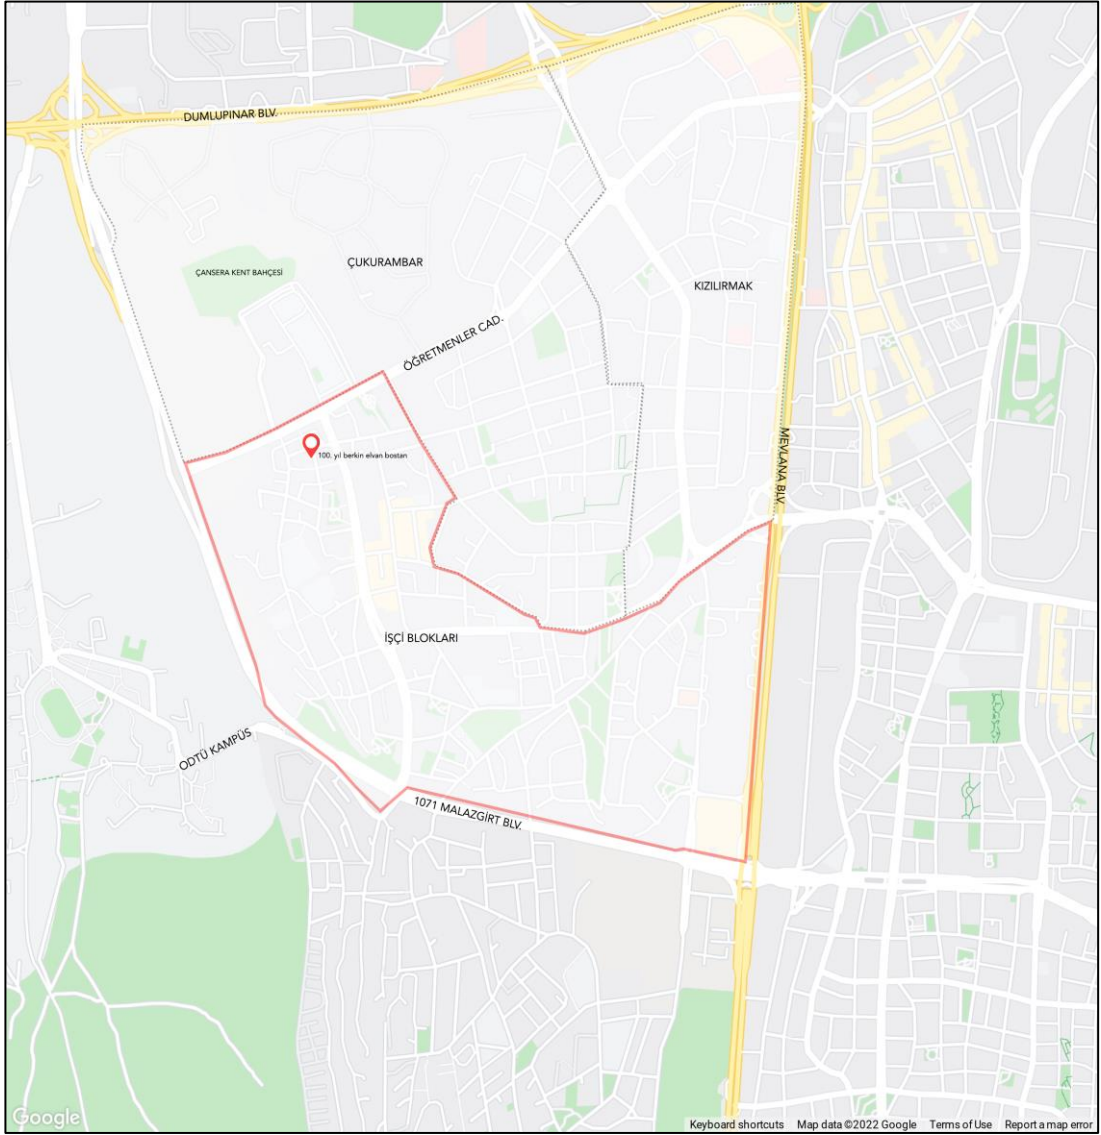 DUMLUPINAR BLV.
ÇUKURAMBAR
ÇANSERA KENT BAHÇESİ
KIZILIRMAK
ÖĞRETMENLER CAD.
100. yıl berkin elvan bostan
MEVLANA BLV.
İŞÇİ BLOKLARI
ODTÜ KAMPÜS
1071 MALAZGİRT BLV.
Google
Keyboard shortcuts Map data ©2022 Google Terms of Use Report a map error